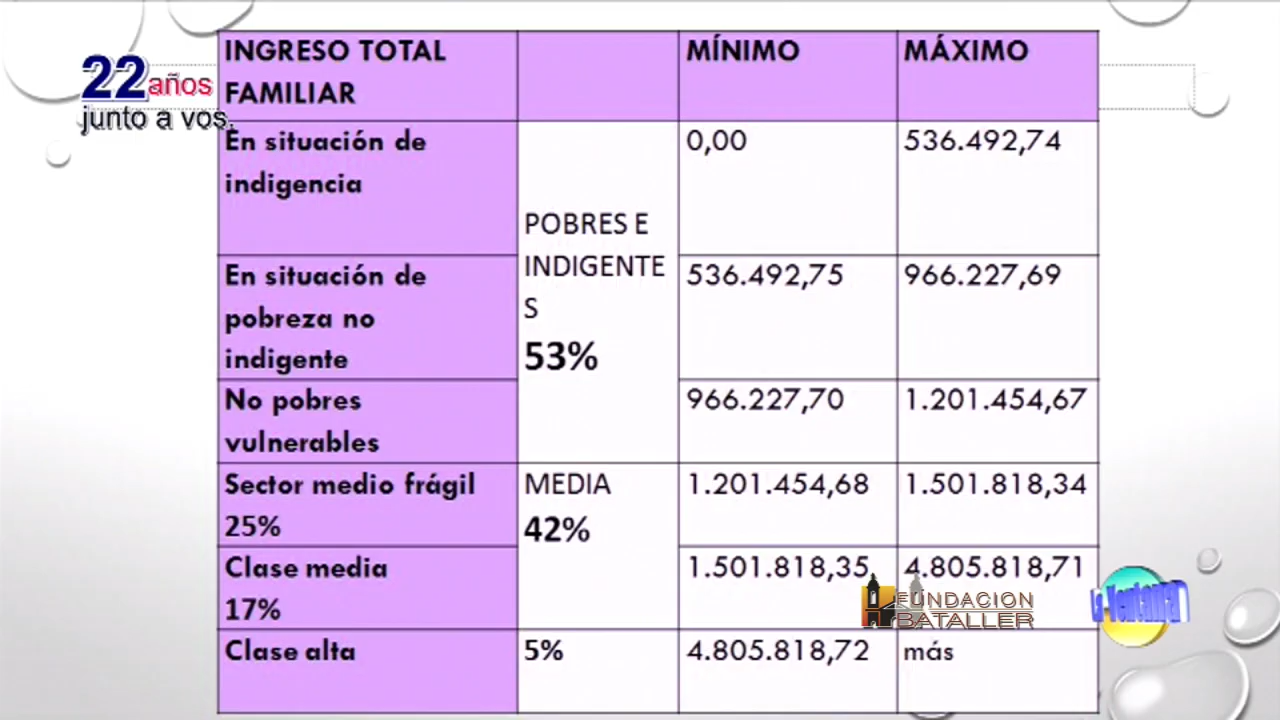 22 años
junto a vos.
INGRESO TOTAL
FAMILIAR
MÍNIMO
MÁXIMO
En situación de
indigencia
0,00
536.492,74
POBRES E
INDIGENTE
S
53%
En situación de
pobreza no
indigente
536.492,75
966.227,69
No pobres
vulnerables
966.227,70
1.201.454,67
Sector medio frágil
25%
MEDIA
42%
1.201.454,68
1.501.818,34
Clase media
17%
1.501.818,35
4.805.818,71
Clase alta
5%
4.805.818,72
más
FUNDACION
BATALLER
La Ventana